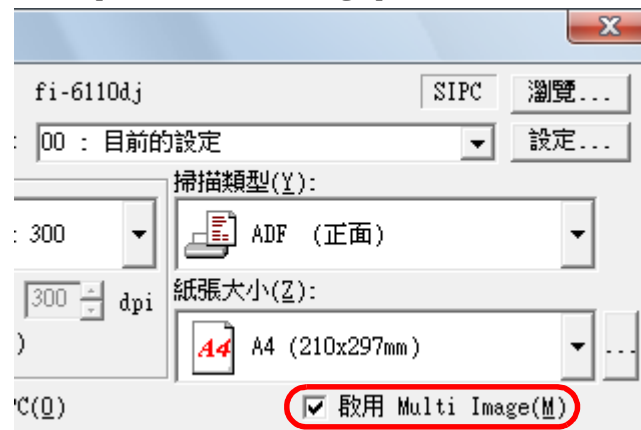 fi-6110dj SIPC 瀏覽...
: 00 : 目前的設定 設定...
掃描類型(Y):
: 300 ADF (正面)
300 dpi 紙張大小(Z):
) A4 A4 (210x297mm) ...
C(O) 啟用 Multi Image(M)